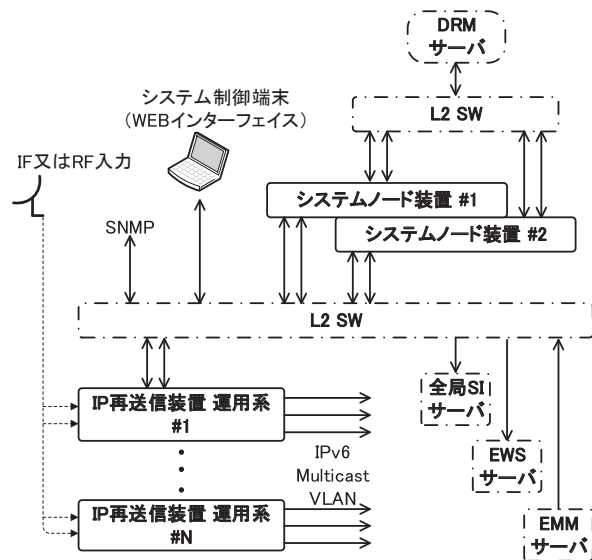 DRM
サーバ
システム制御端末
(WEBインターフェイス)
L2 SW
IF又はRF入力
システムノード装置 #1
SNMP
システムノード装置 #2
L2 SW
IP再送信装置 運用系
#1
全局SI
サーバ
IPv6
Multicast
VLAN
EWS
サーバ
IP再送信装置 運用系
#N
EMM
サーバ